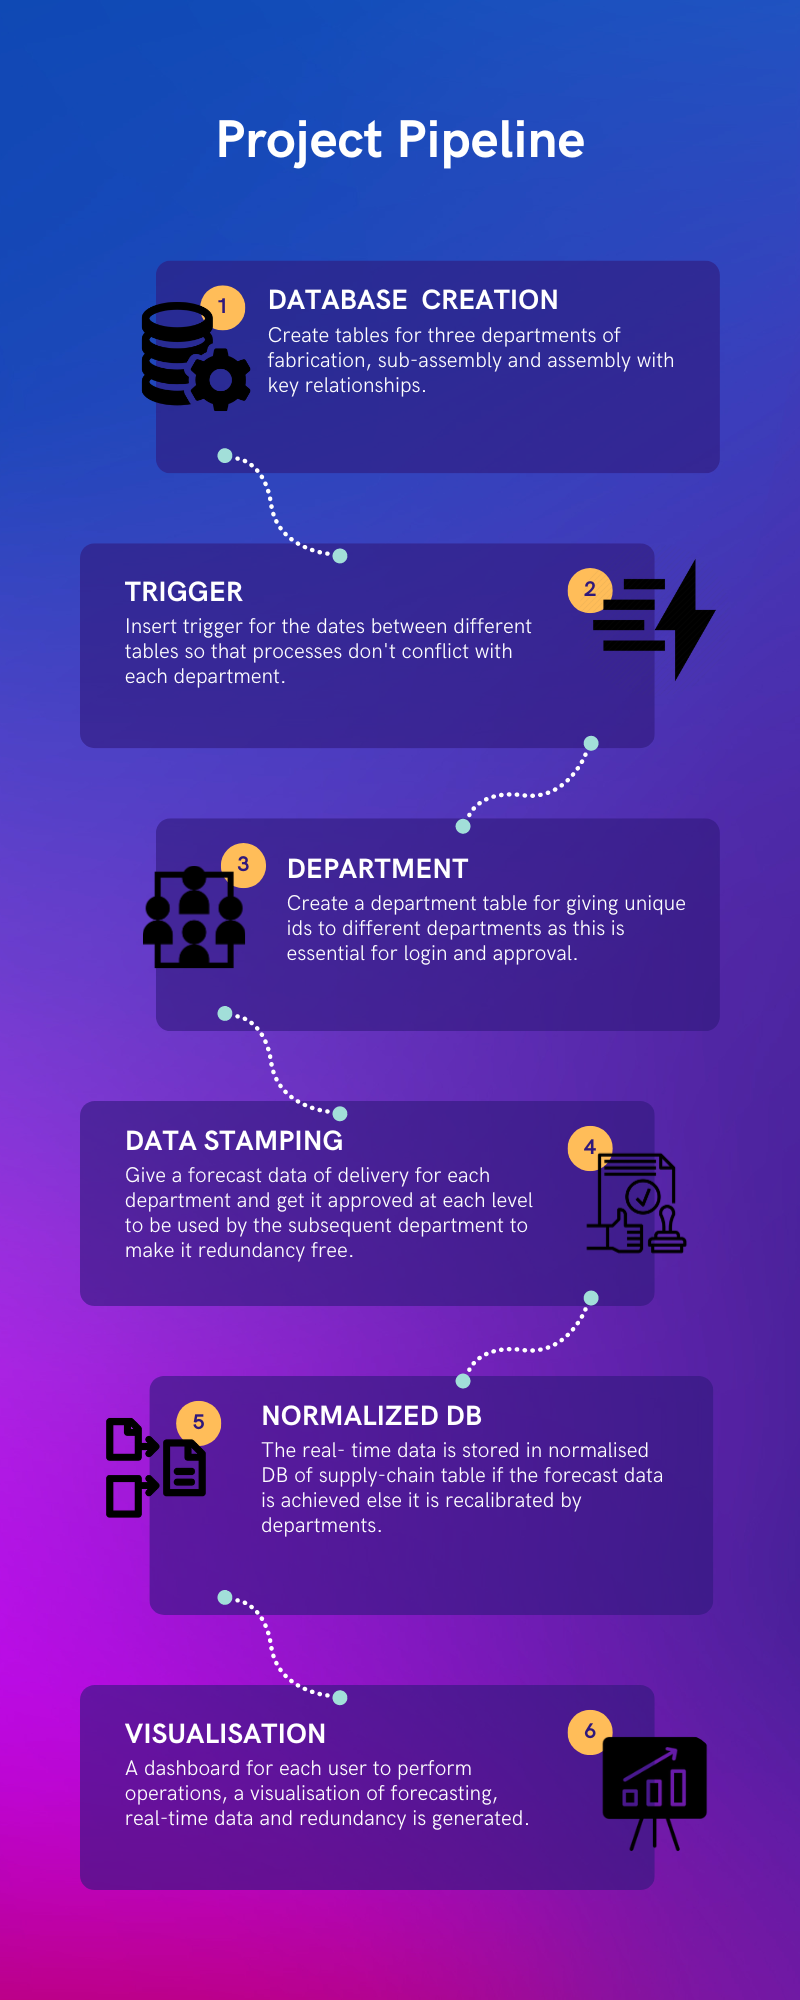 Project Pipeline
1
DATABASE CREATION
Create tables for three departments of
fabrication, sub-assembly and assembly with
key relationships.
TRIGGER
2
Insert trigger for the dates between different
tables so that processes don't conflict with
each department.
3
DEPARTMENT
Create a department table for giving unique
ids to different departments as this is
essential for login and approval.
DATA STAMPING
4
Give a forecast data of delivery for each
department and get it approved at each level
to be used by the subsequent department to
make it redundancy free.
5
NORMALIZED DB
The real- time data is stored in normalised
DB of supply-chain table if the forecast data
is achieved else it is recalibrated by
departments.
VISUALISATION
6
A dashboard for each user to perform
operations, a visualisation of forecasting,
real-time data and redundancy is generated.